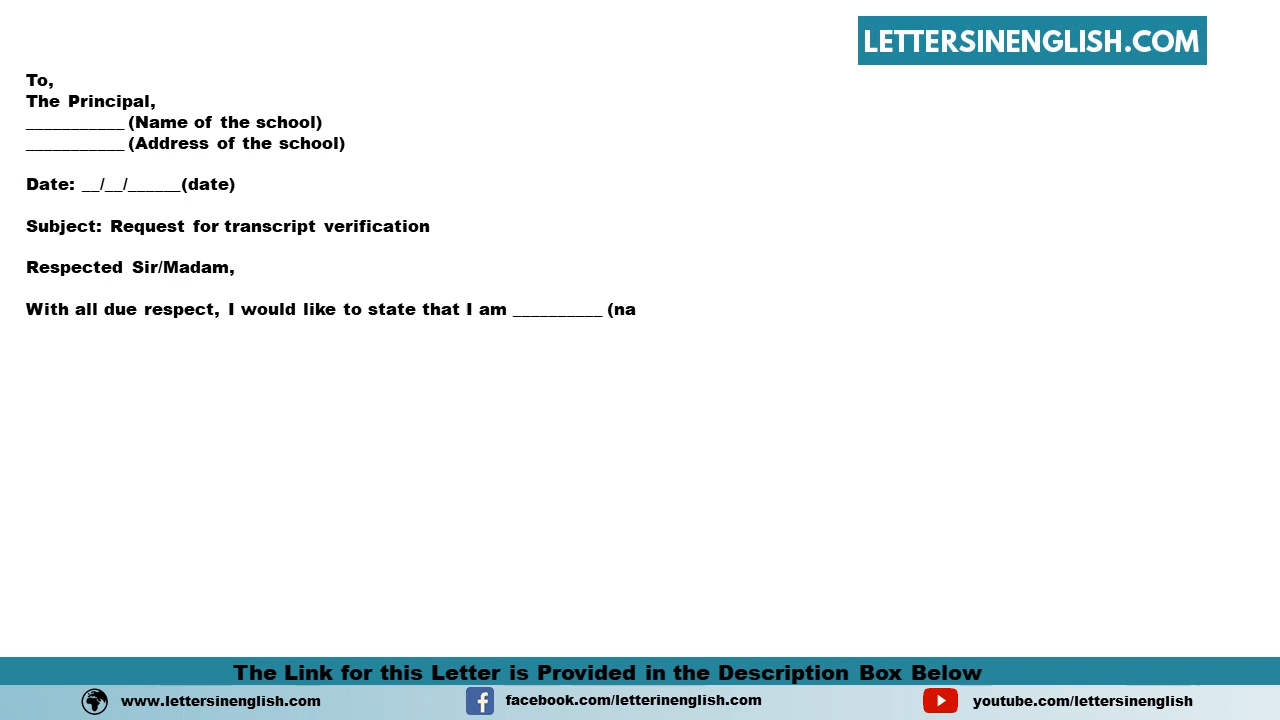 LETTERSINENGLISH.COM
To,
The Principal,
___________ (Name of the school)
___________ (Address of the school)
Date: __/__/______(date)
Subject: Request for transcript verification
Respected Sir/Madam,
With all due respect, I would like to state that I am __________ (na
The Link for this Letter is Provided in the Description Box Below
www.lettersinenglish.com
facebook.com/letterinenglish.com
youtube.com/lettersinenglish